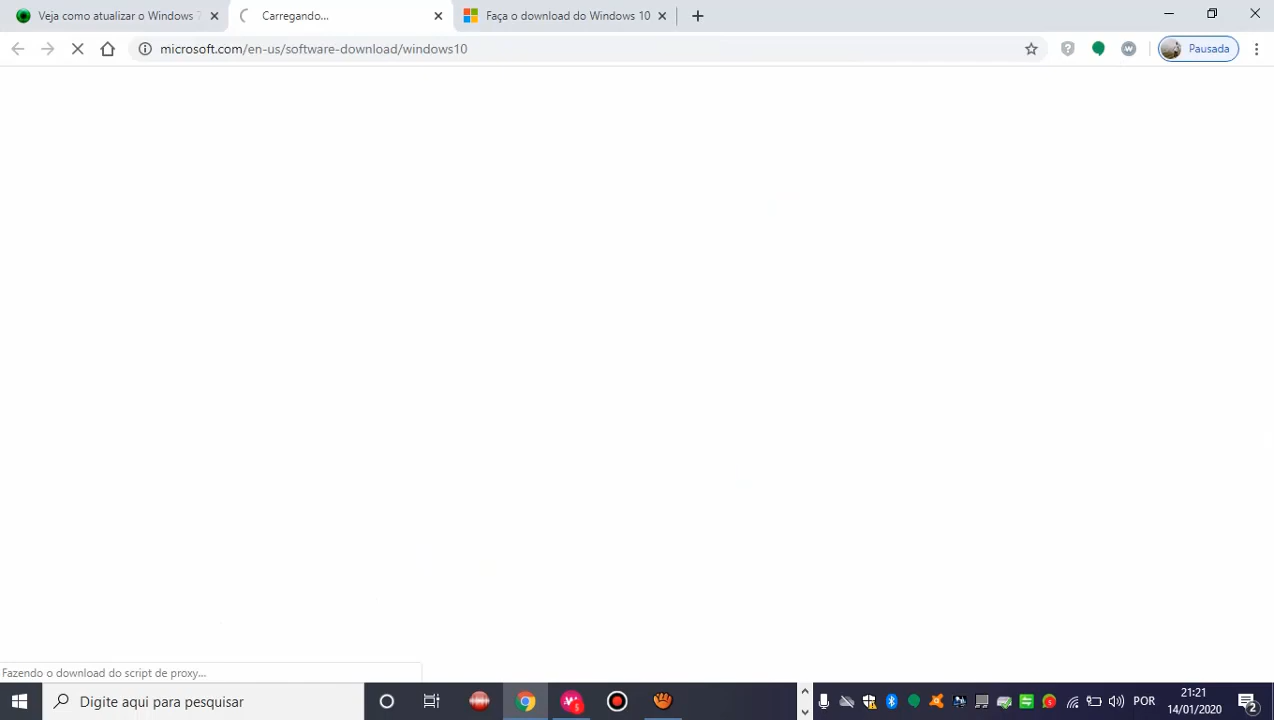 Veja como atualizar o Windows 7
Carregando...
Faça o download do Windows 10
microsoft.com/en-us/software-download/windows10
Pausada
Fazendo o download do script de proxy...
Digite aqui para pesquisar
POR
21:21
14/01/2020
2